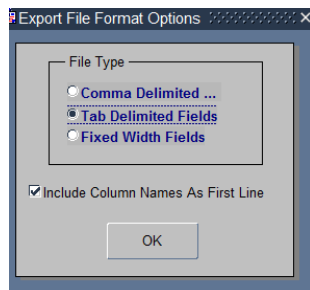 Export File Format Options
File Type
Comma Delimited ...
Tab Delimited Fields
Fixed Width Fields
Include Column Names As First Line
OK